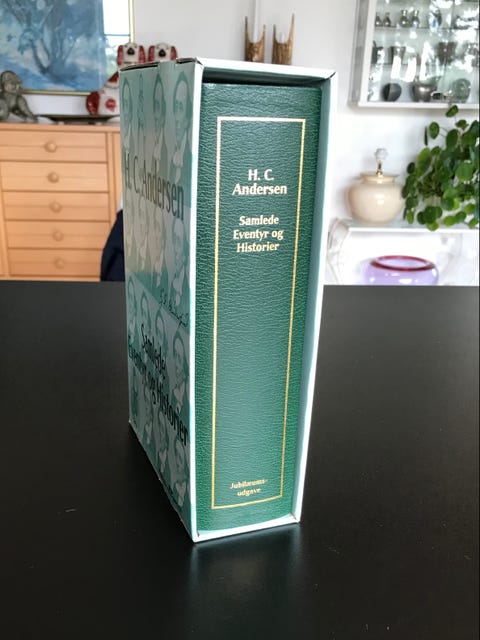 H. C. Andersen
Samlede
Eventyr og Historier
H. C.
Andersen
Samlede
Eventyr og
Historier
Jubilæums-
udgave